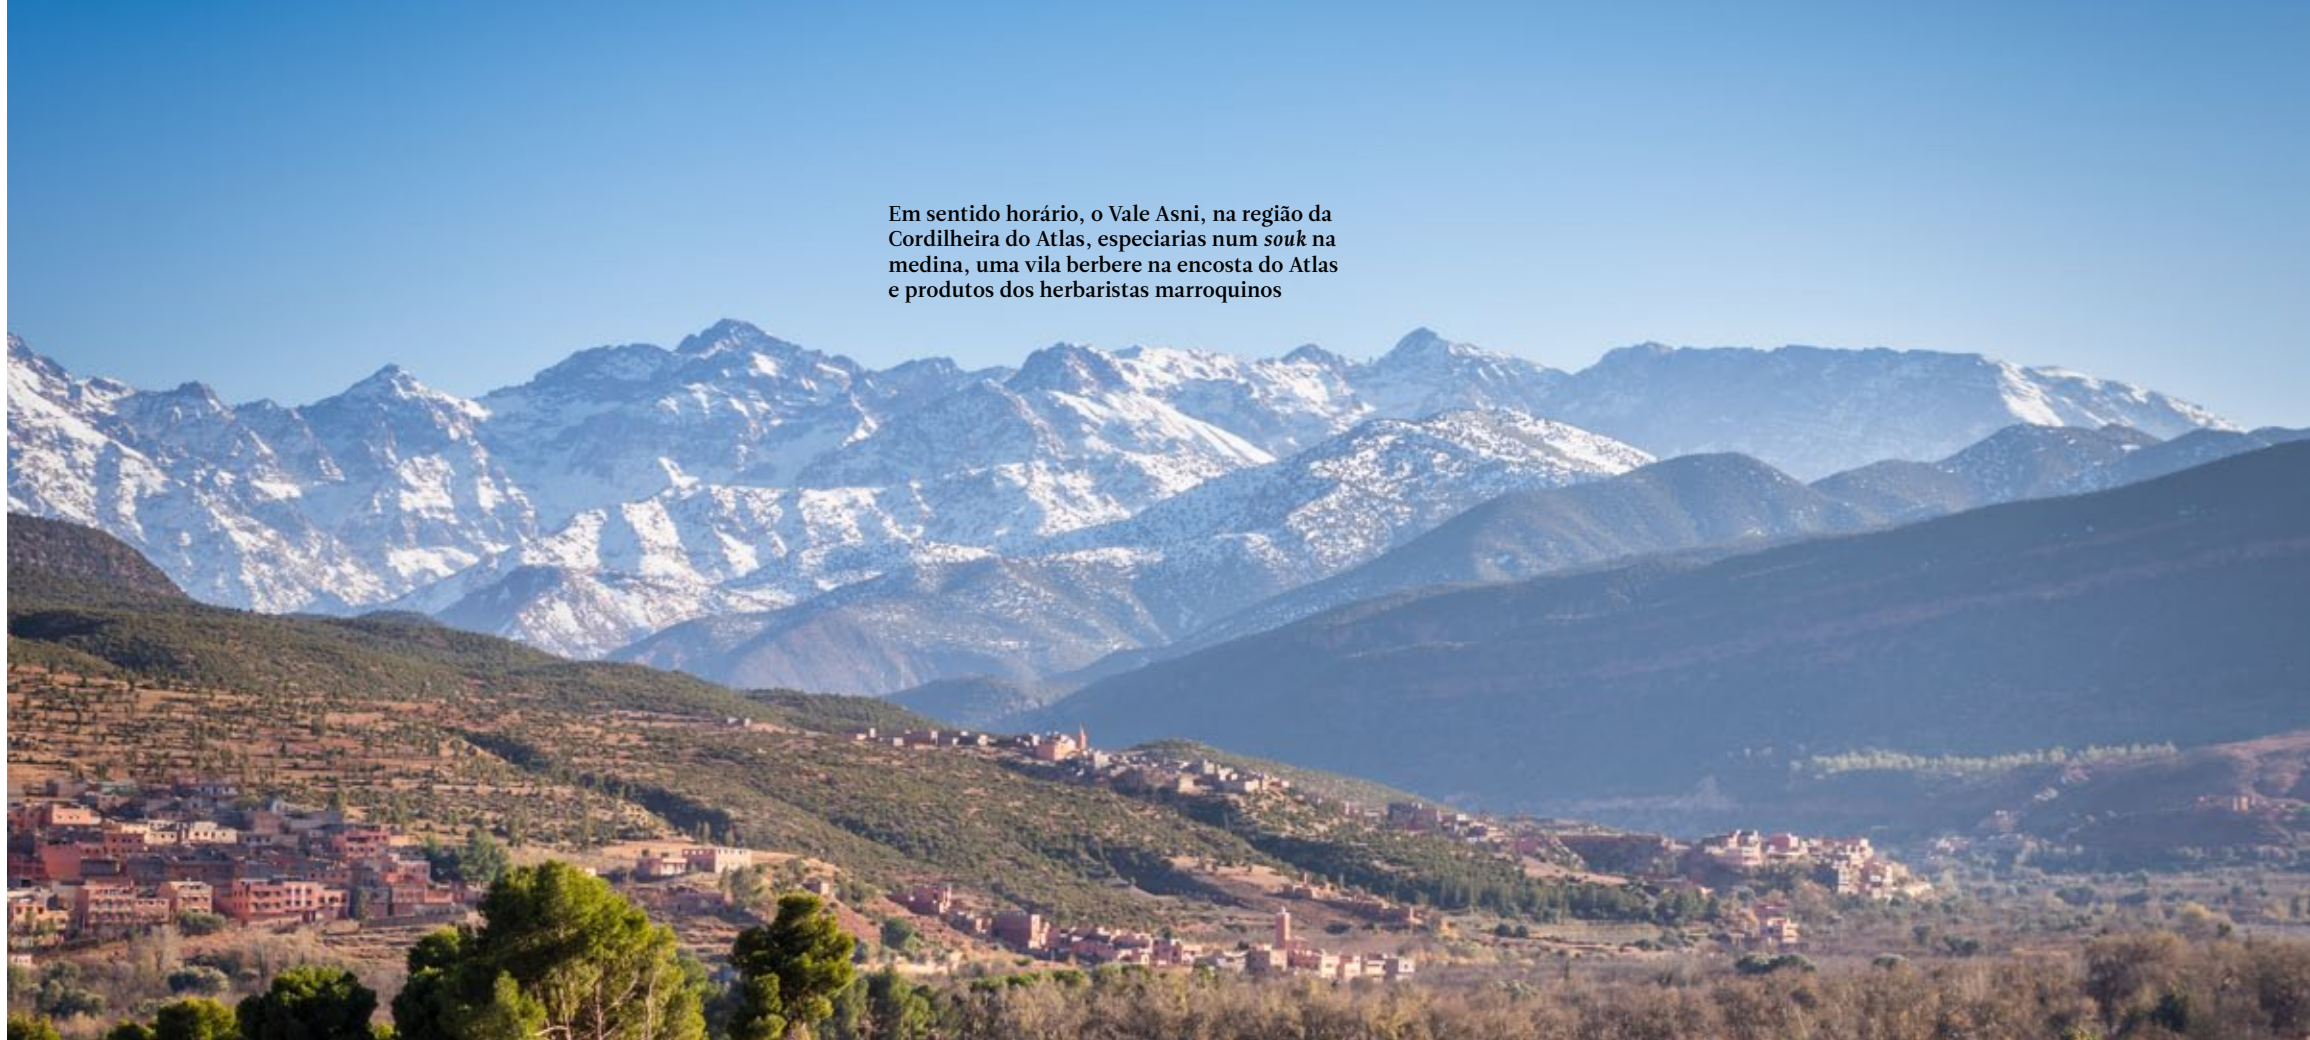 Em sentido horário, o Vale Asni, na região da
Cordilheira do Atlas, especiarias num souk na
medina, uma vila berbere na encosta do Atlas
e produtos dos herbaristas marroquinos